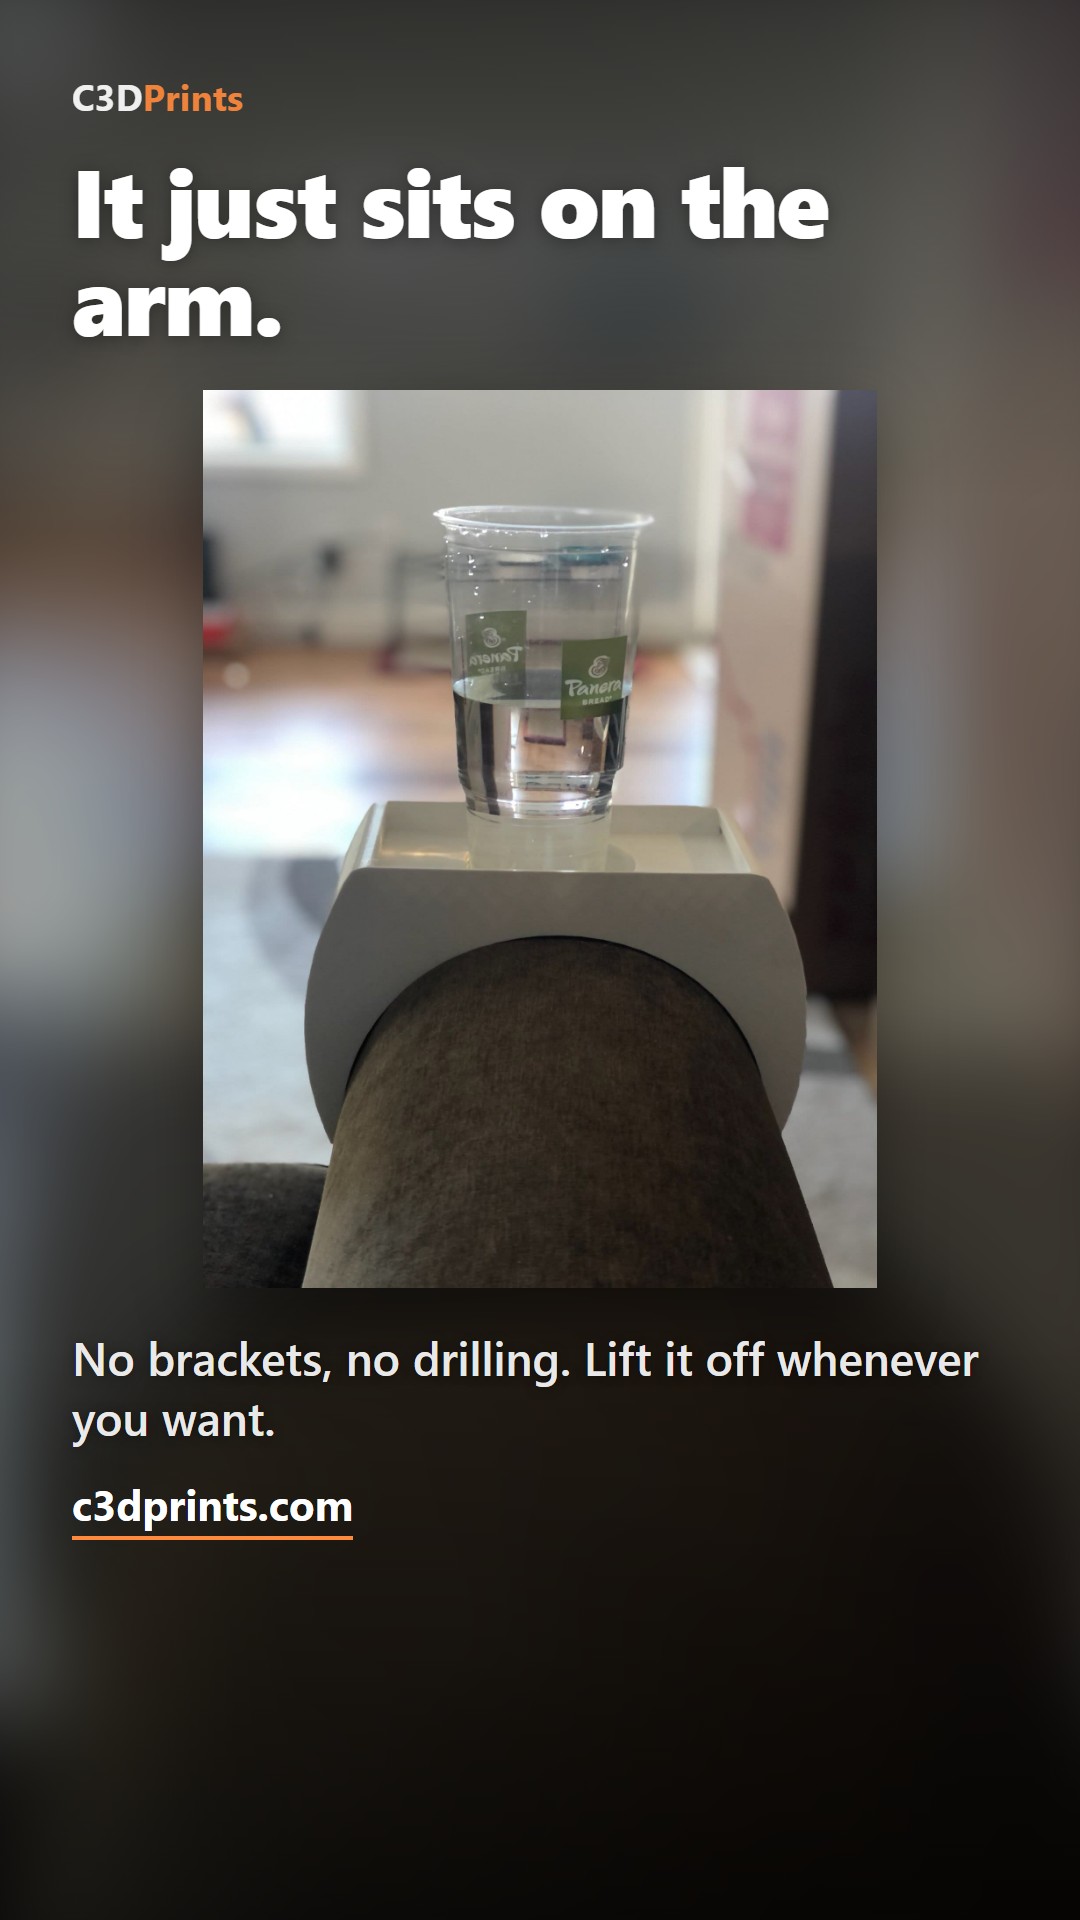 C3DPrints
It just sits on the
arm.
Panera
BREAD
Panera
BREAD
No brackets, no drilling. Lift it off whenever
you want.
c3dprints.com